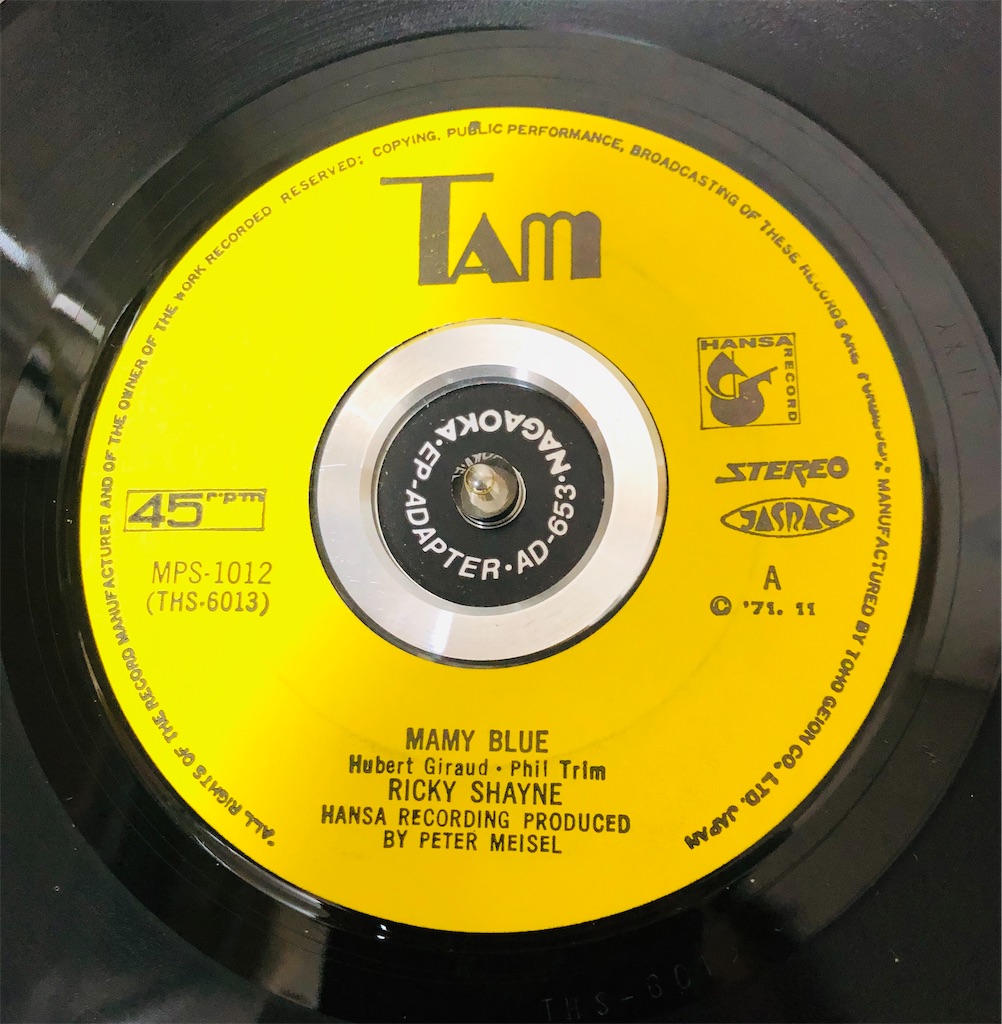 "ALL RIGHTS OF THE RECORD MANUFACTURER AND OF THE OWNER OF THE WORK RECORDED RESERVED; COPYING, PUBLIC PERFORMANCE, BROADCASTING OF THESE RECORDS ARE MANUFACTURED BY TOHO GEION CO. LTD. JAPAN
TAM
HANSA
RECORD
NAGAOKA·EP-ADAPTER·AD-653·
STEREO
JASRAC
45 rpm
MPS-1012
(THS-6013)
A
© '71. 11
MAMY BLUE
Hubert Giraud · Phil Trim
RICKY SHAYNE
HANSA RECORDING PRODUCED
BY PETER MEISEL